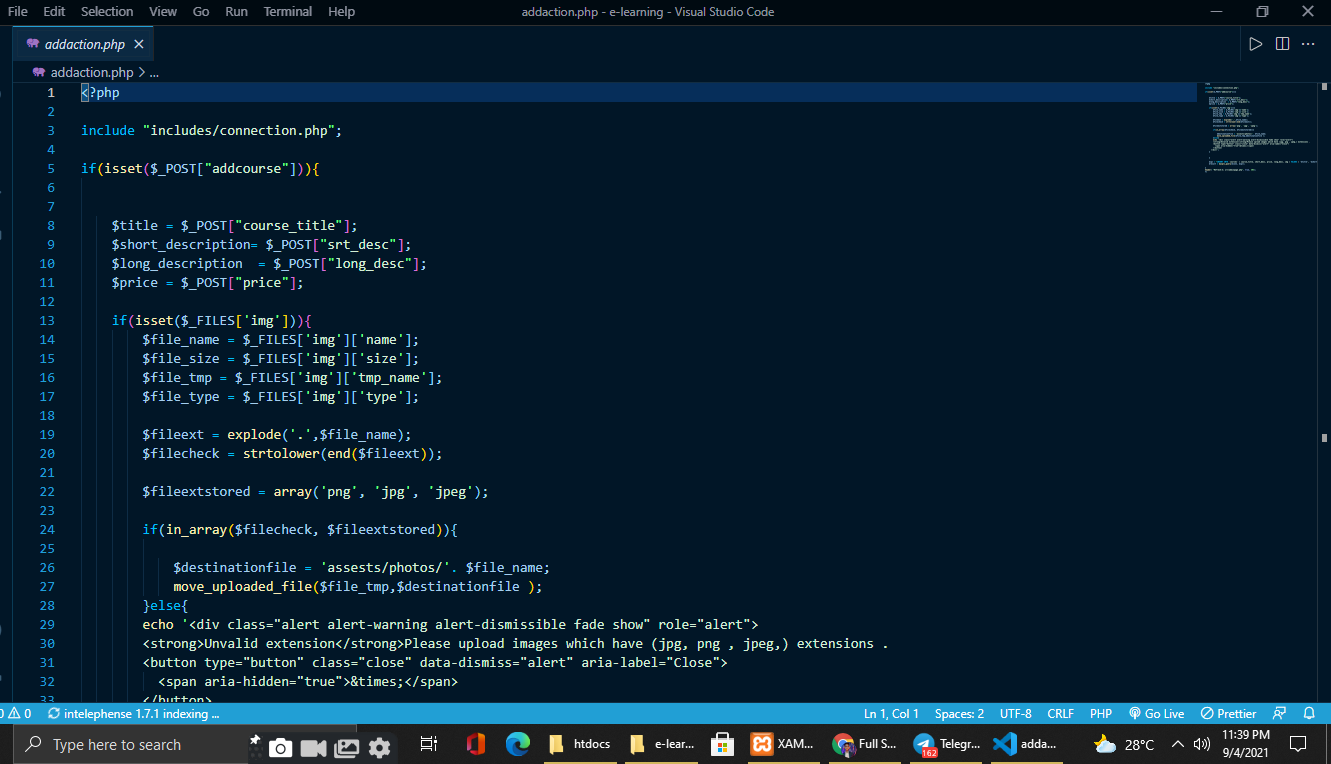 File Edit Selection View Go Run Terminal Help addaction.php - e-learning - Visual Studio Code
addaction.php
addaction.php > ...
1 <?php
2
3 include "includes/connection.php";
4
5 if(isset($_POST["addcourse"])){
6
7
8 $title = $_POST["course_title"];
9 $short_description= $_POST["srt_desc"];
10 $long_description  = $_POST["long_desc"];
11 $price = $_POST["price"];
12
13 if(isset($_FILES['img'])){
14 $file_name = $_FILES['img']['name'];
15 $file_size = $_FILES['img']['size'];
16 $file_tmp = $_FILES['img']['tmp_name'];
17 $file_type = $_FILES['img']['type'];
18
19 $fileext = explode('.',$file_name);
20 $filecheck = strtolower(end($fileext));
21
22 $fileextstored = array('png', 'jpg', 'jpeg');
23
24 if(in_array($filecheck, $fileextstored)){
25
26 $destinationfile = 'assests/photos/'. $file_name;
27 move_uploaded_file($file_tmp,$destinationfile );
28 }else{
29 echo '<div class="alert alert-warning alert-dismissible fade show" role="alert">
30 <strong>Unvalid extension</strong>Please upload images which have (jpg, png , jpeg,) extensions .
31 <button type="button" class="close" data-dismiss="alert" aria-label="Close">
32 <span aria-hidden="true">&times;</span>
33 </button>
0 0 intelephense 1.7.1 indexing ... Ln 1, Col 1 Spaces: 2 UTF-8 CRLF PHP Go Live Prettier
Type here to search htdocs e-lear... XAM... Full S... 162 Telegr... adda... 28°C 11:39 PM
9/4/2021